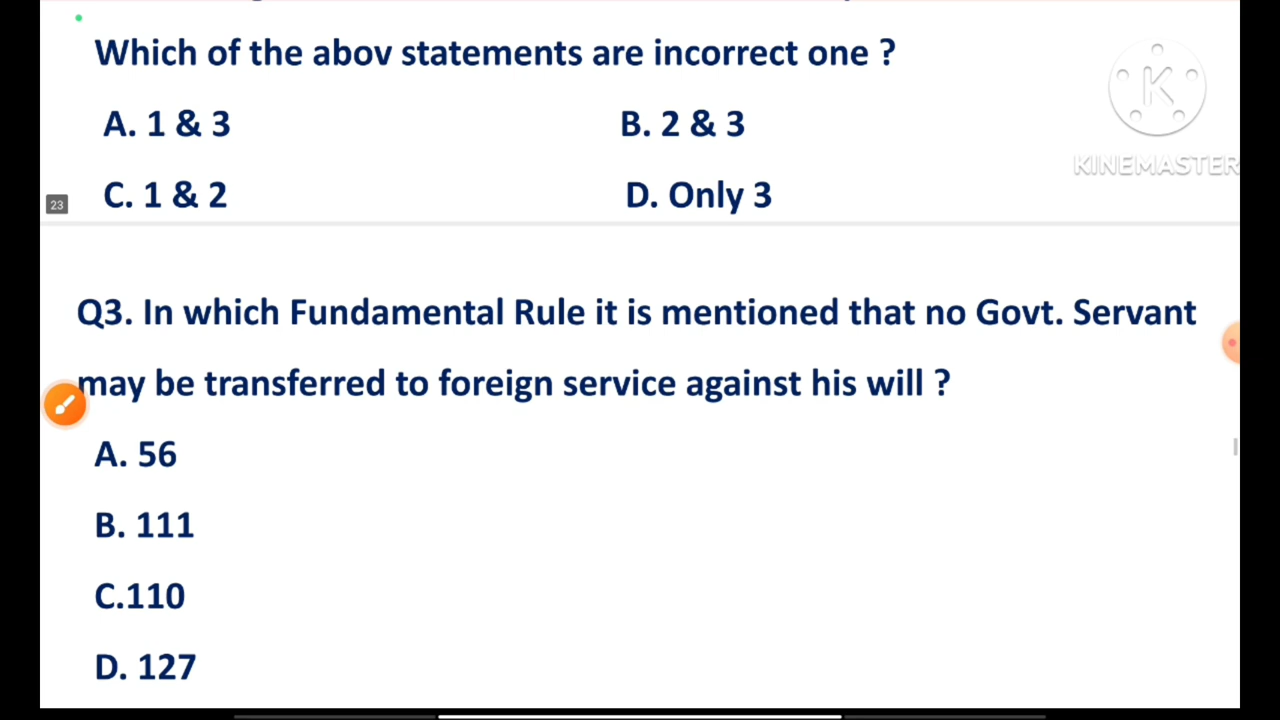 Which of the abov statements are incorrect one ?
A. 1 & 3 B. 2 & 3
KINEMASTER
C. 1 & 2 D. Only 3
23
Q3. In which Fundamental Rule it is mentioned that no Govt. Servant
may be transferred to foreign service against his will ?
A. 56
B. 111
C.110
D. 127